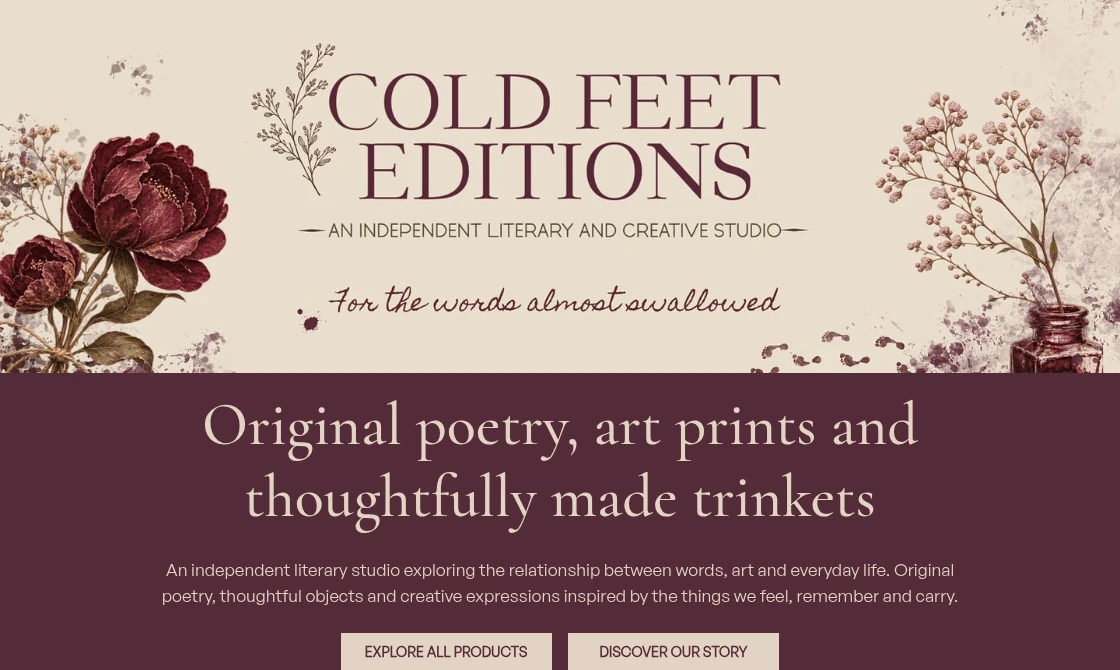 COLD FEET
EDITIONS
AN INDEPENDENT LITERARY AND CREATIVE STUDIO
For the words almost swallowed
Original poetry, art prints and
thoughtfully made trinkets
An independent literary studio exploring the relationship between words, art and everyday life. Original
poetry, thoughtful objects and creative expressions inspired by the things we feel, remember and carry.
EXPLORE ALL PRODUCTS
DISCOVER OUR STORY